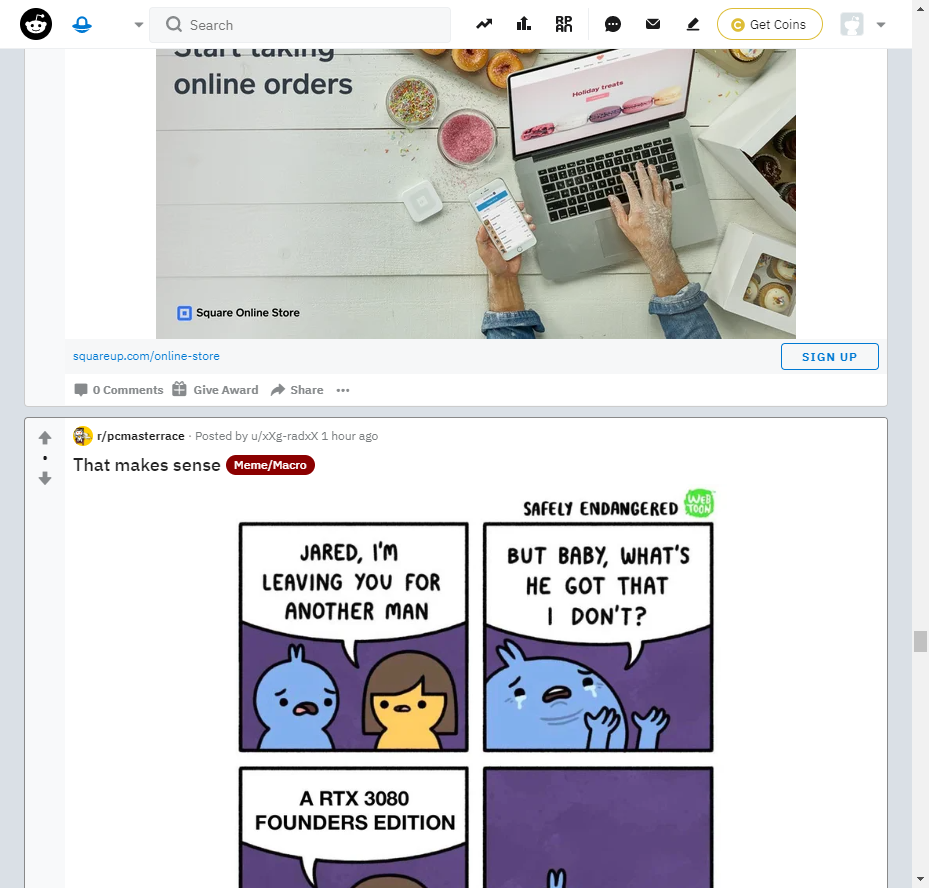 Search
Get Coins
Start taking
online orders
Holiday treats
Square Online Store
squareup.com/online-store
SIGN UP
0 Comments
Give Award
Share
r/pcmasterrace · Posted by u/xXg-radxX 1 hour ago
That makes sense
Meme/Macro
SAFELY ENDANGERED
WEB
TOON
JARED, I'M
LEAVING YOU FOR
ANOTHER MAN
BUT BABY, WHAT'S
HE GOT THAT
I DON'T?
A RTX 3080
FOUNDERS EDITION